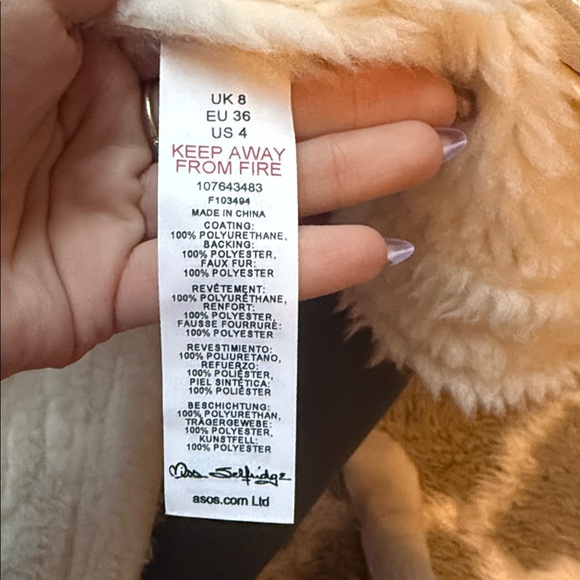 UK 8
EU 36
US 4
KEEP AWAY
FROM FIRE
107643483
F103494
MADE IN CHINA
COATING:
100% POLYURETHANE,
BACKING:
100% POLYESTER,
FAUX FUR:
100% POLYESTER
REVÊTEMENT:
100% POLYURÉTHANE,
RENFORT:
100% POLYESTER,
FAUSSE FOURRURE:
100% POLYESTER
REVESTIMIENTO:
100% POLIURETANO,
REFUERZO:
100% POLIÉSTER,
PIEL SINTÉTICA:
100% POLIÉSTER
BESCHICHTUNG:
100% POLYURETHAN,
TRÄGERGEWEBE:
100% POLYESTER,
KUNSTFELL:
100% POLYESTER
Miss Selfridge
asos.com Ltd